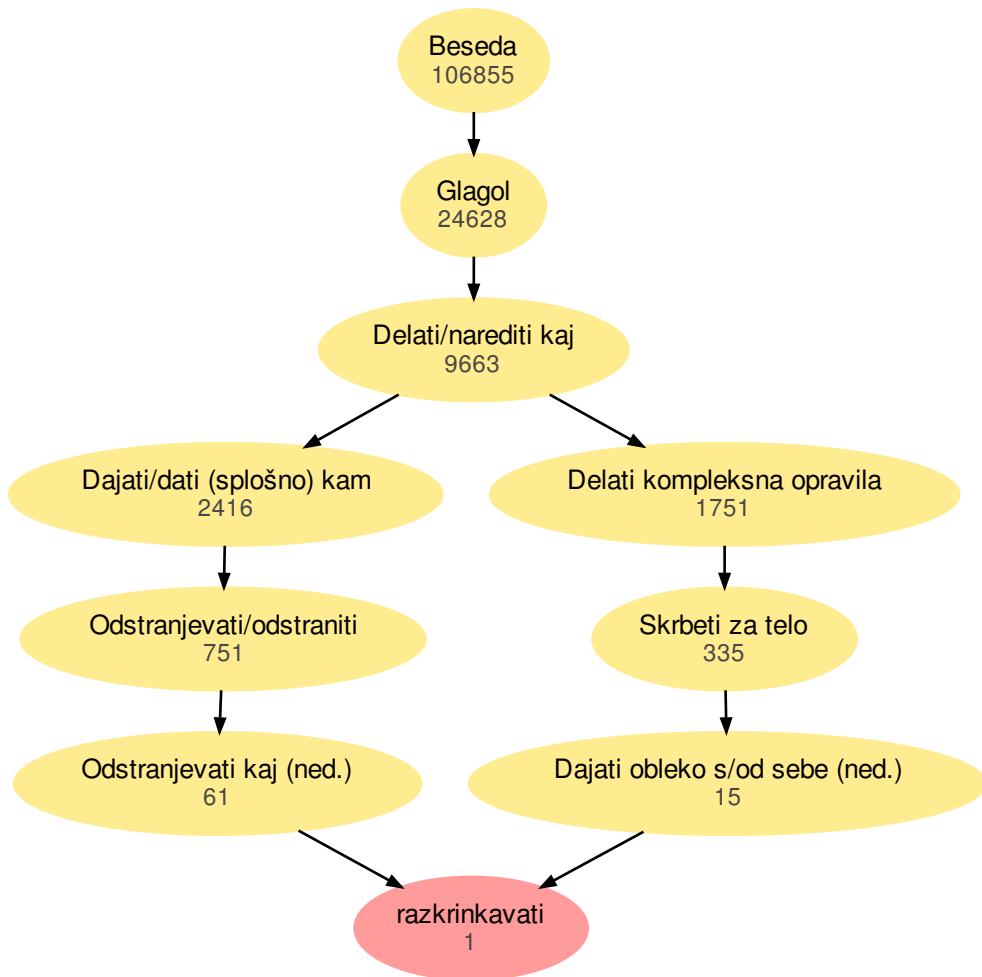 Beseda
106855
Glagol
24628
Delati/narediti kaj
9663
Dajati/dati (splošno) kam
2416
Delati kompleksna opravila
1751
Odstranjevati/odstraniti
751
Skrbeti za telo
335
Odstranjevati kaj (ned.)
61
Dajati obleko s/od sebe (ned.)
15
razkrinkavati
1